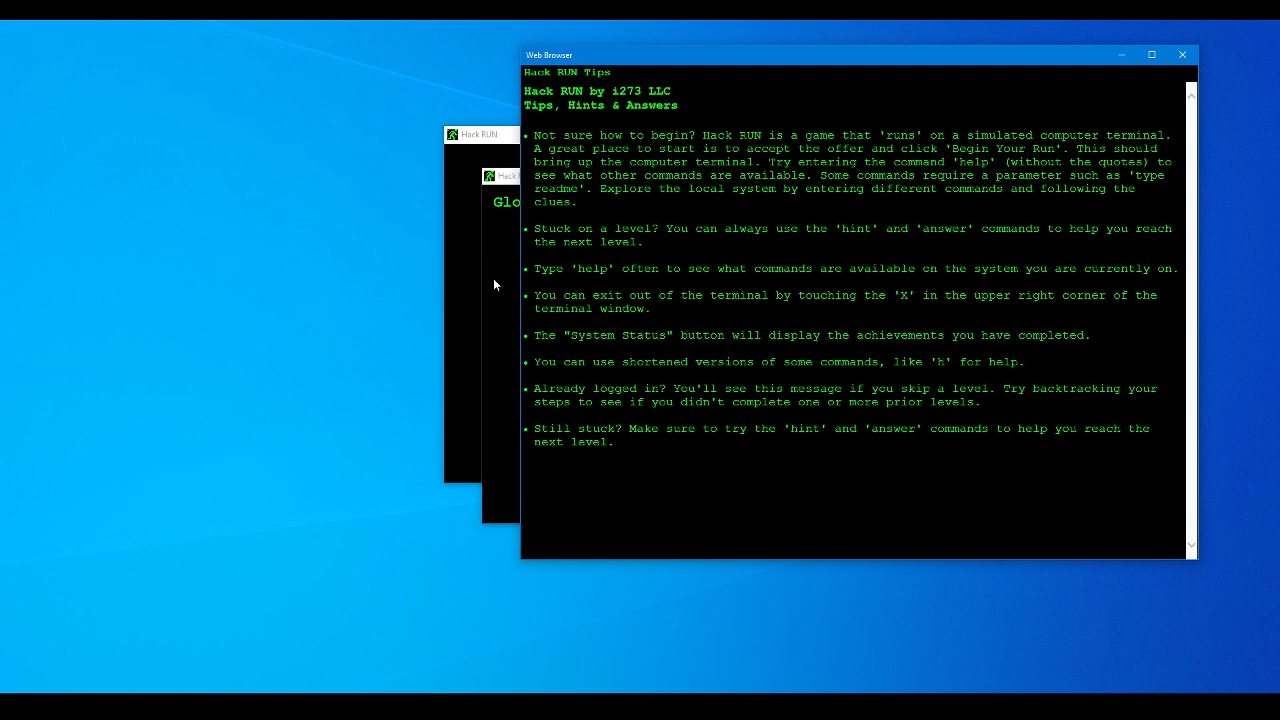 Web Browser
Hack RUN Tips
Hack RUN by i273 LLC
Tips, Hints & Answers
• Not sure how to begin? Hack RUN is a game that 'runs' on a simulated computer terminal.
A great place to start is to accept the offer and click 'Begin Your Run'. This should
bring up the computer terminal. Try entering the command 'help' (without the quotes) to
see what other commands are available. Some commands require a parameter such as 'type
readme'. Explore the local system by entering different commands and following the
clues.
• Stuck on a level? You can always use the 'hint' and 'answer' commands to help you reach
the next level.
• Type 'help' often to see what commands are available on the system you are currently on.
• You can exit out of the terminal by touching the 'X' in the upper right corner of the
terminal window.
• The "System Status" button will display the achievements you have completed.
• You can use shortened versions of some commands, like 'h' for help.
• Already logged in? You'll see this message if you skip a level. Try backtracking your
steps to see if you didn't complete one or more prior levels.
• Still stuck? Make sure to try the 'hint' and 'answer' commands to help you reach the
next level.
Hack RUN
Hack
Glo